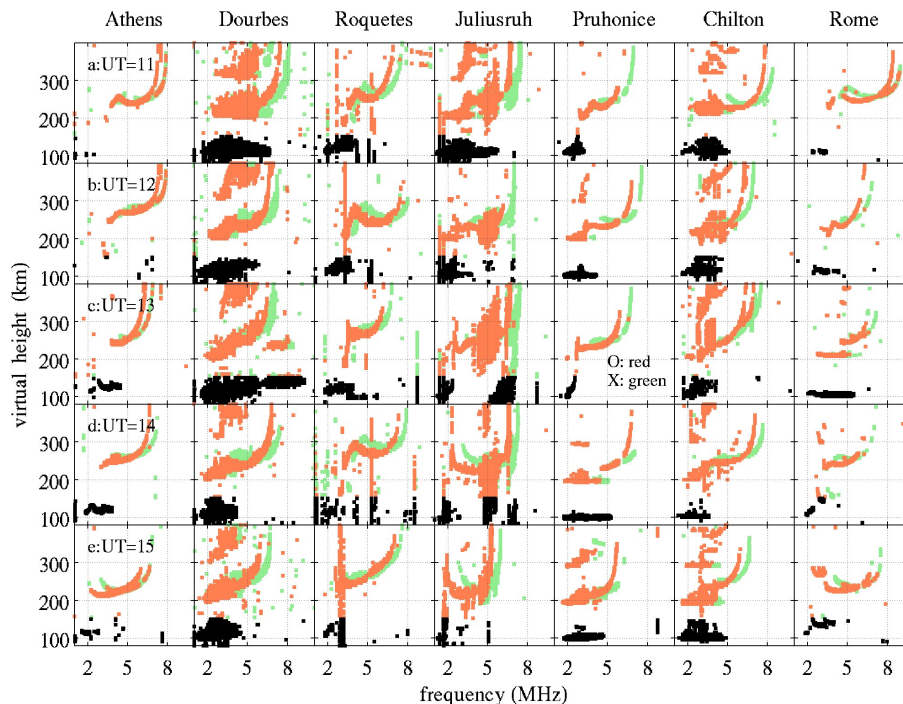 Athens Dourbes Roquetes Juliusruh Pruhonice Chilton Rome
a:UT=11
300
200
100
b:UT=12
300
200
100
c:UT=13
300
O: red
X: green
200
100
d:UT=14
300
200
100
e:UT=15
300
200
100
virtual height (km)
2 5 8 2 5 8 2 5 8 2 5 8 2 5 8 2 5 8 2 5 8
frequency (MHz)